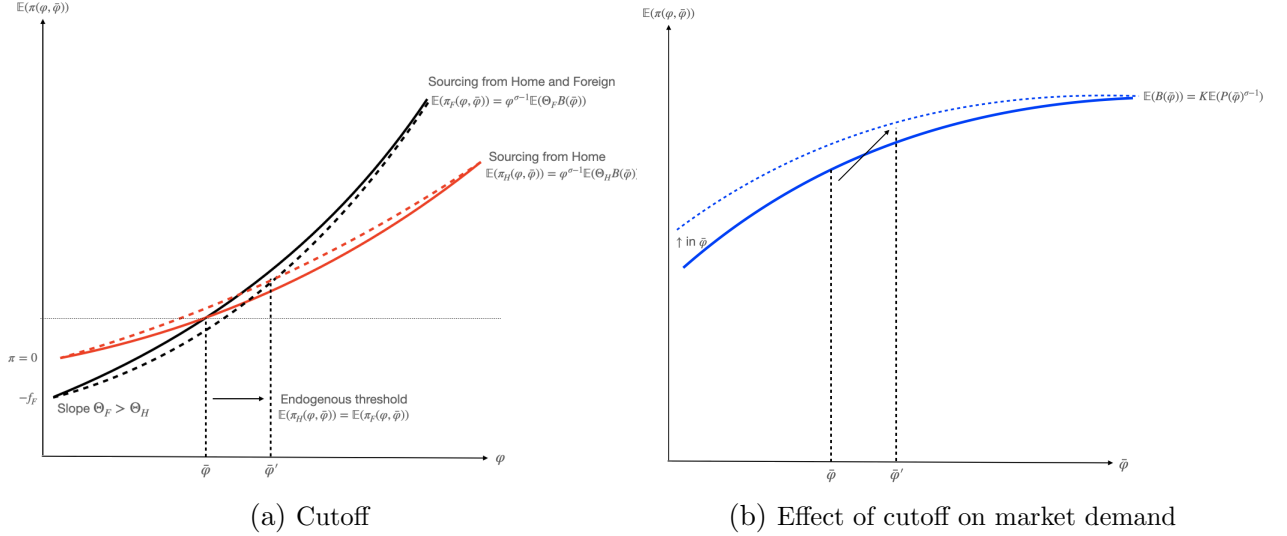 𝔼(π(φ, φ̄))
Sourcing from Home and Foreign
𝔼(π_F(φ, φ̄)) = φ^{σ−1}𝔼(Θ_F B(φ̄))
Sourcing from Home
𝔼(π_H(φ, φ̄)) = φ^{σ−1}𝔼(Θ_H B(φ̄))
π = 0
−f_F
Slope Θ_F > Θ_H
Endogenous threshold
𝔼(π_H(φ, φ̄)) = 𝔼(π_F(φ, φ̄))
φ
φ̄
φ̄′
(a) Cutoff
𝔼(π(φ, φ̄))
𝔼(B(φ̄)) = K𝔼(P(φ̄)^{σ−1})
↑ in φ̄
φ̄
φ̄′
φ̄
(b) Effect of cutoff on market demand